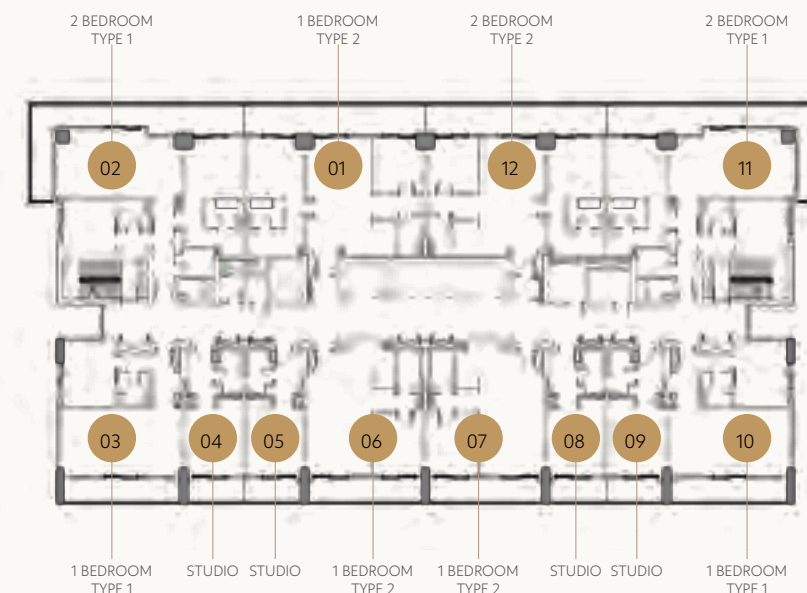 2 BEDROOM
TYPE 1
1 BEDROOM
TYPE 2
2 BEDROOM
TYPE 2
2 BEDROOM
TYPE 1
02
01
12
11
03
04
05
06
07
08
09
10
1 BEDROOM
TYPE 1
STUDIO
STUDIO
1 BEDROOM
TYPE 2
1 BEDROOM
TYPE 2
STUDIO
STUDIO
1 BEDROOM
TYPE 1